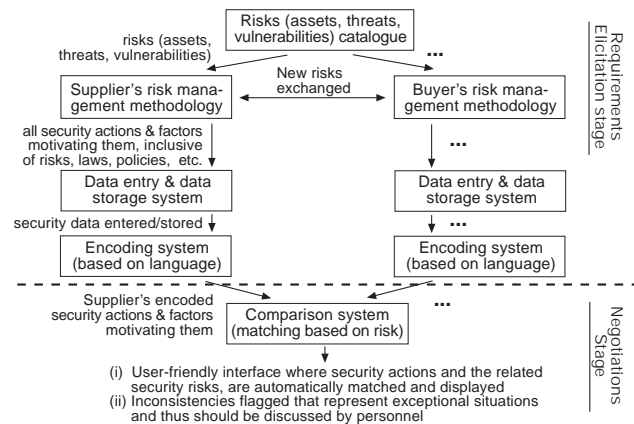 Risks (assets, threats,
vulnerabilities) catalogue
risks (assets,
threats, vulnerabilities)
...
Supplier's risk mana-
gement methodology
New risks
exchanged
Buyer's risk mana-
gement methodology
all security actions & factors
motivating them, inclusive
of risks, laws, policies, etc.
...
Data entry & data
storage system
Data entry & data
storage system
security data entered/stored
...
Encoding system
(based on language)
Encoding system
(based on language)
Requirements
Elicitation stage
Supplier's encoded
security actions & factors
motivating them
...
Comparison system
(matching based on risk)
(i) User-friendly interface where security actions and the related
security risks, are automatically matched and displayed
(ii) Inconsistencies flagged that represent exceptional situations
and thus should be discussed by personnel
Negotiations
Stage